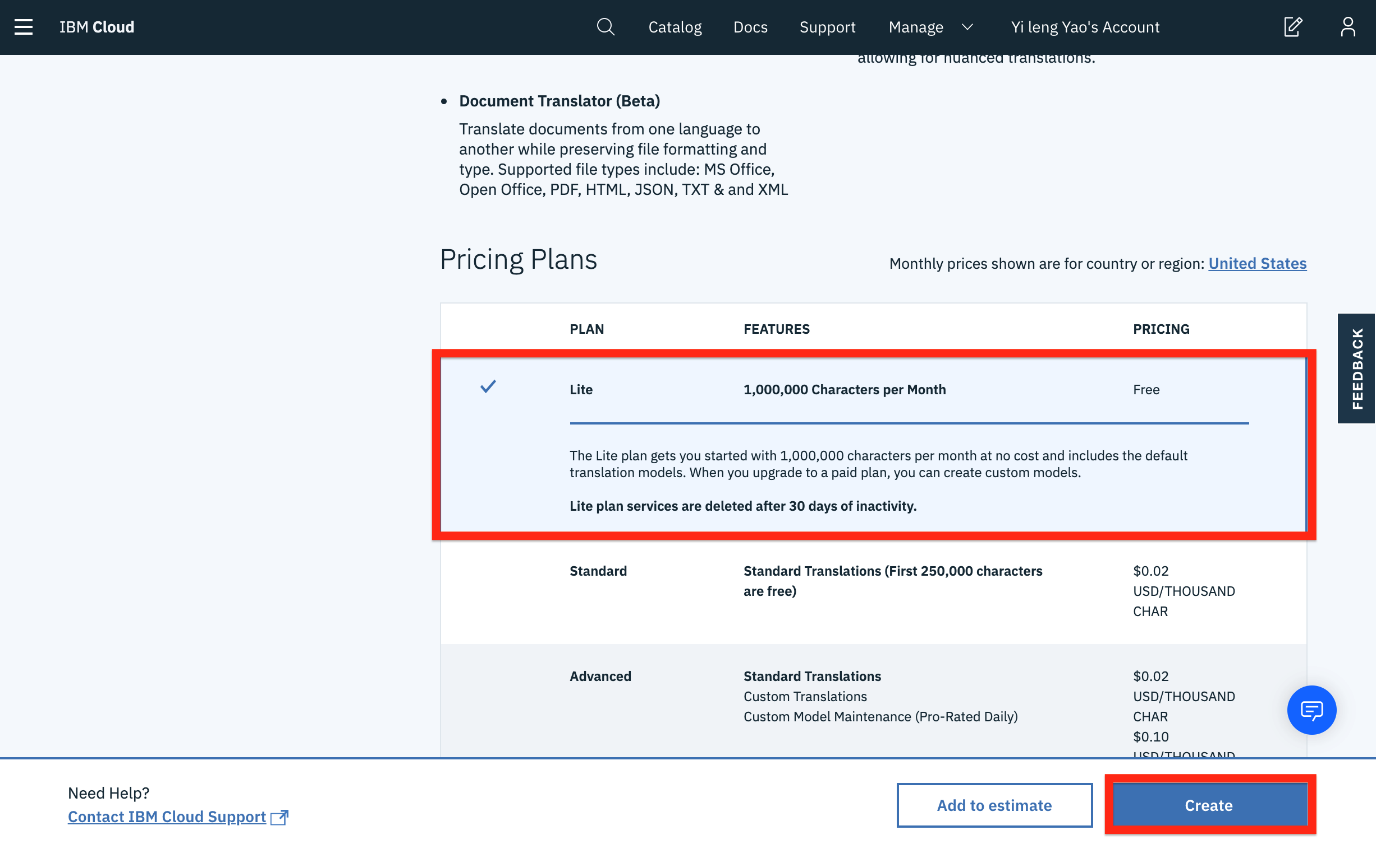 IBM Cloud
Catalog
Docs
Support
Manage
Yi leng Yao's Account
allowing for nuanced translations.
• Document Translator (Beta)
Translate documents from one language to
another while preserving file formatting and
type. Supported file types include: MS Office,
Open Office, PDF, HTML, JSON, TXT & and XML
Pricing Plans
Monthly prices shown are for country or region: United States
PLAN FEATURES PRICING
Lite 1,000,000 Characters per Month Free
The Lite plan gets you started with 1,000,000 characters per month at no cost and includes the default
translation models. When you upgrade to a paid plan, you can create custom models.
Lite plan services are deleted after 30 days of inactivity.
Standard Standard Translations (First 250,000 characters $0.02
are free) USD/THOUSAND
CHAR
Advanced Standard Translations $0.02
Custom Translations USD/THOUSAND
Custom Model Maintenance (Pro-Rated Daily) CHAR
$0.10
USD/THOUSAND
FEEDBACK
Need Help?
Contact IBM Cloud Support
Add to estimate
Create